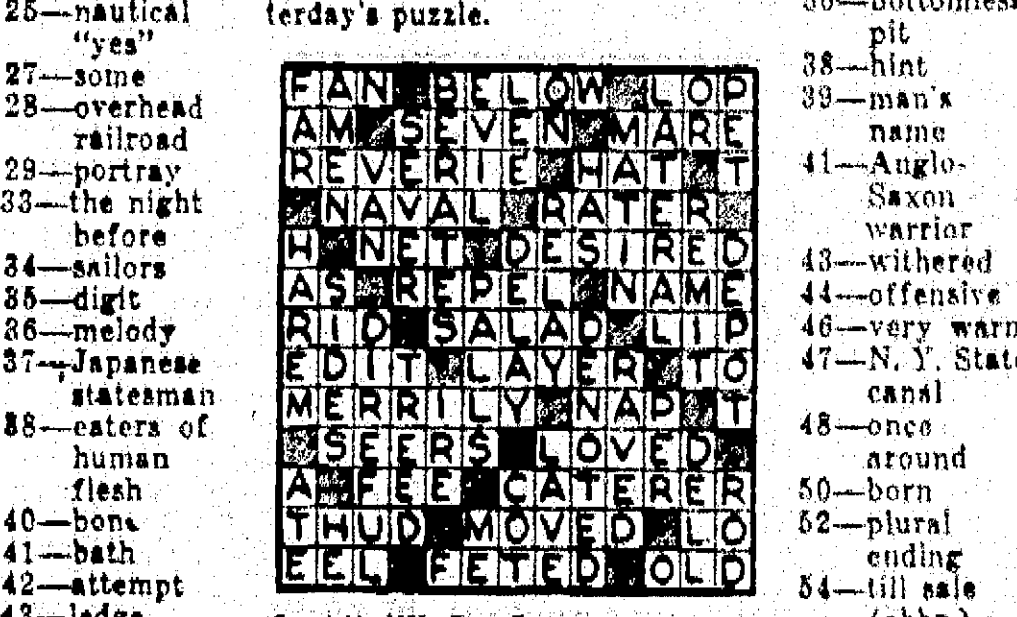 25—nautical
"yes"
27—some
28—overhead
railroad
29—portray
33—the night
before
34—sailors
35—digit
36—melody
37—Japanese
statesman
38—eaters of
human
flesh
40—bone
41—bath
42—attempt
43—ledge
terday's puzzle.
FAN BELOW LOP
AM SEVEN MARE
REVERIE HAT T
NAVAL RATER
H NET DESIRED
AS REPEL NAME
RID SALAD LIP
EDIT LAYER TO
MERRILY NAP T
SEERS LOVED
A FEE CATERER
THUD MOVED LO
EEL FETED OLD
pit
38—hint
39—man's
name
41—Anglo-
Saxon
warrior
43—withered
44—offensive
46—very warm
47—N. Y. State
canal
48—once
around
50—born
52—plural
ending
54—till sale